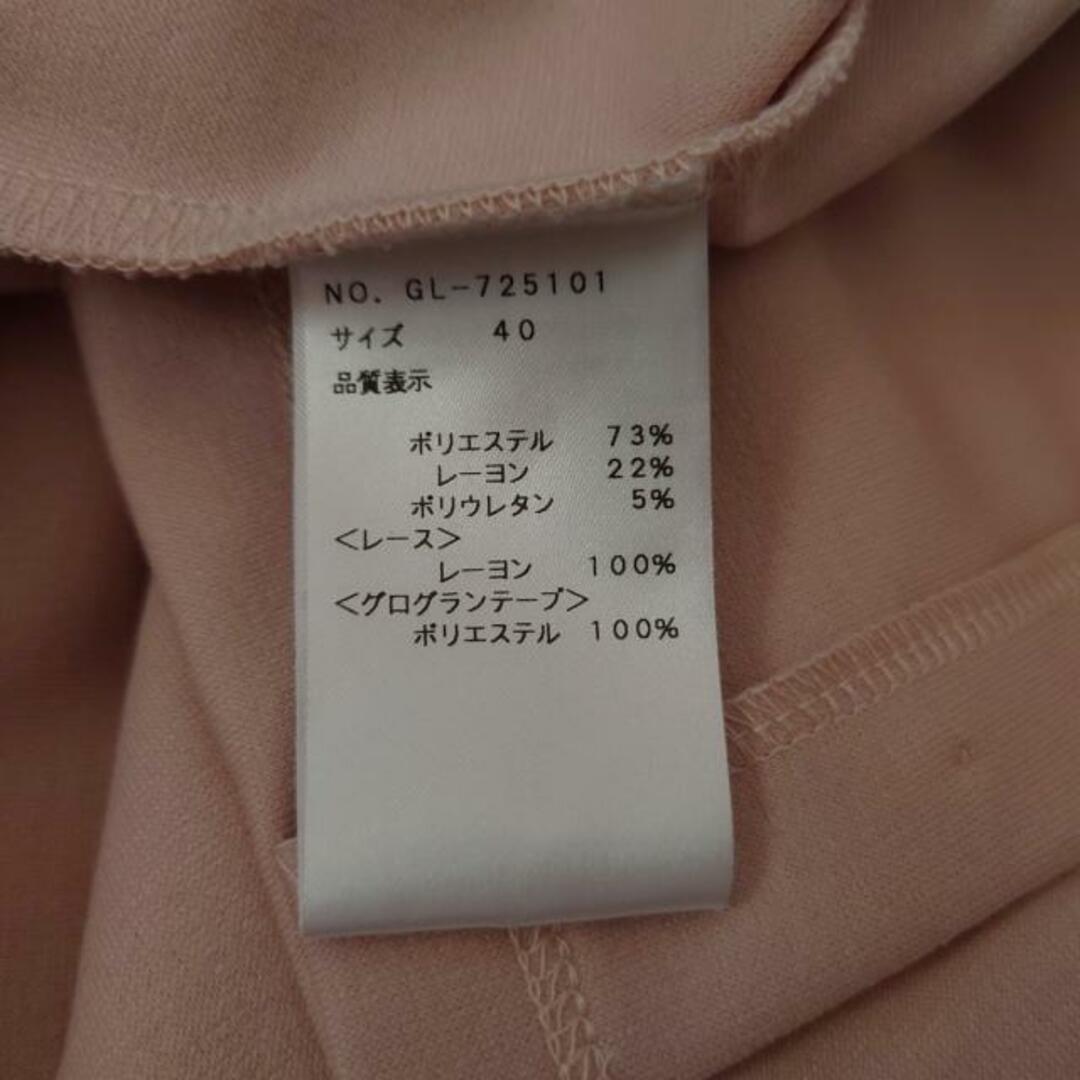 NO. GL-725101
サイズ 40
品質表示
ポリエステル 73%
レーヨン 22%
ポリウレタン 5%
<レース>
レーヨン 100%
<グログランテープ>
ポリエステル 100%